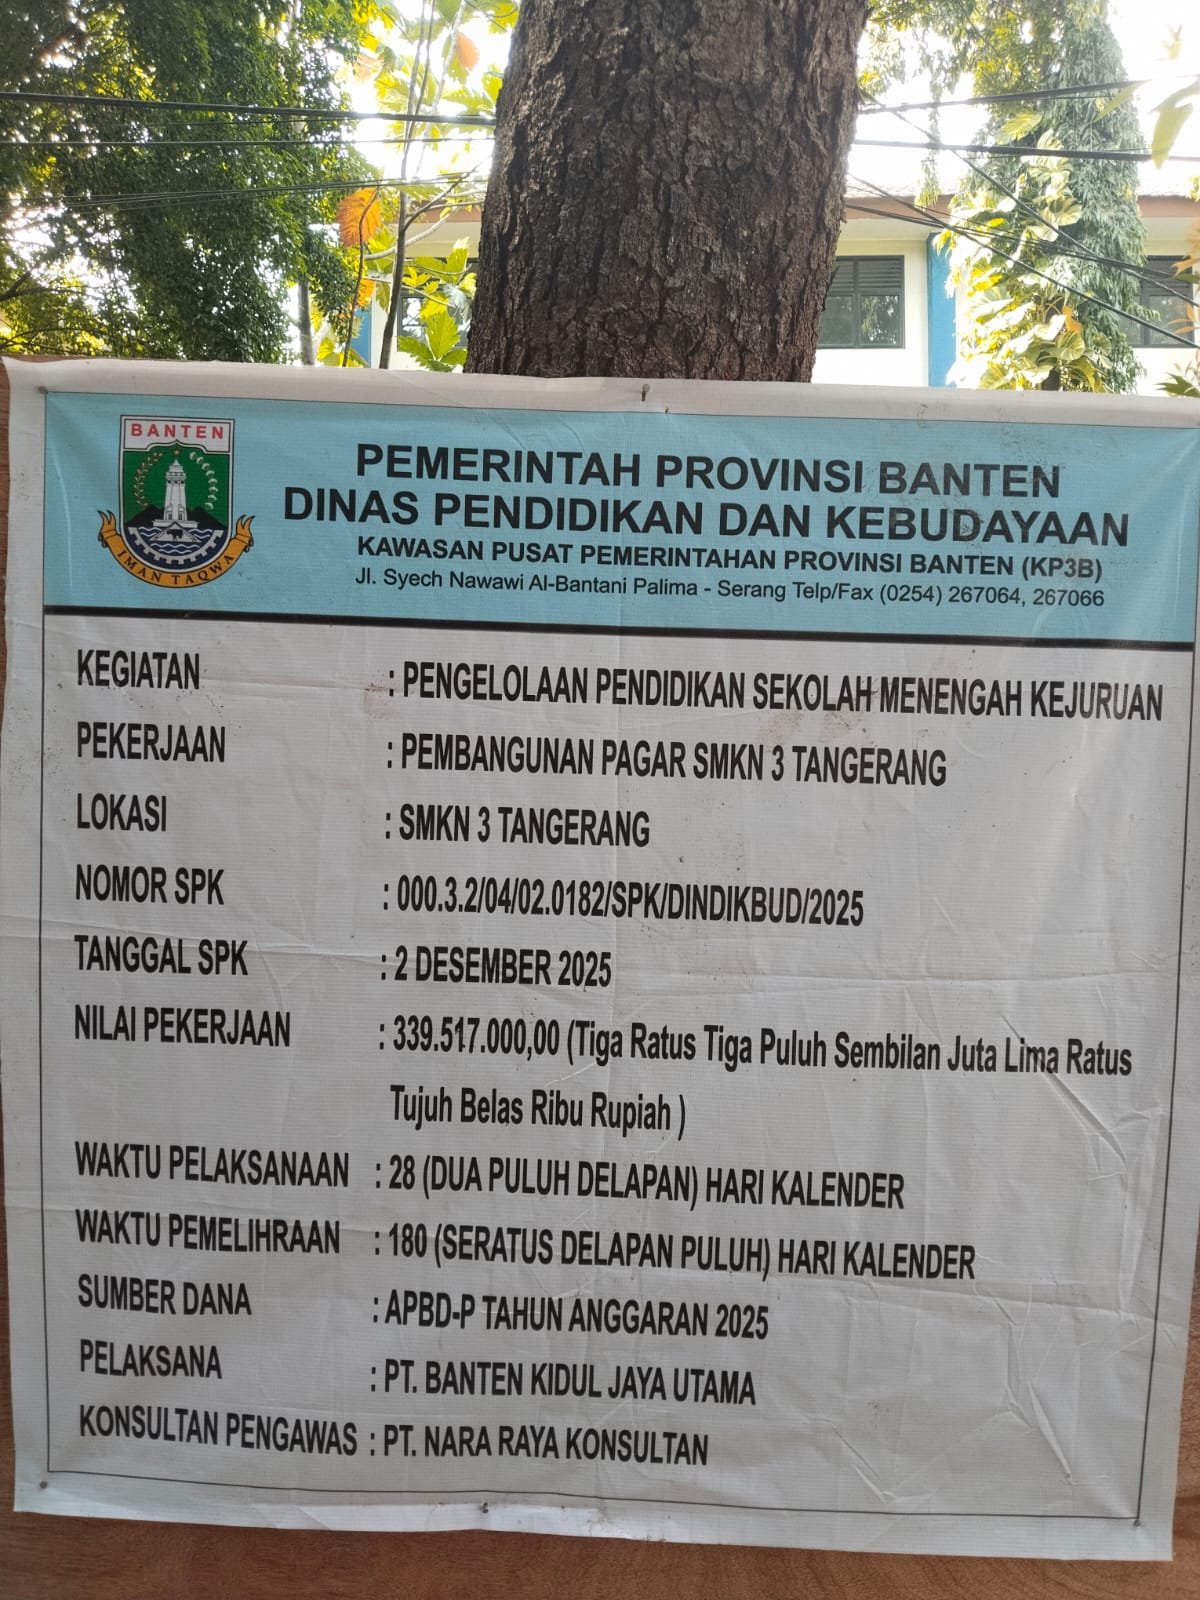 BANTEN
IMAN TAQWA
PEMERINTAH PROVINSI BANTEN
DINAS PENDIDIKAN DAN KEBUDAYAAN
KAWASAN PUSAT PEMERINTAHAN PROVINSI BANTEN (KP3B)
Jl. Syech Nawawi Al-Bantani Palima - Serang Telp/Fax (0254) 267064, 267066
KEGIATAN : PENGELOLAAN PENDIDIKAN SEKOLAH MENENGAH KEJURUAN
PEKERJAAN : PEMBANGUNAN PAGAR SMKN 3 TANGERANG
LOKASI : SMKN 3 TANGERANG
NOMOR SPK : 000.3.2/04/02.0182/SPK/DINDIKBUD/2025
TANGGAL SPK : 2 DESEMBER 2025
NILAI PEKERJAAN : 339.517.000,00 (Tiga Ratus Tiga Puluh Sembilan Juta Lima Ratus
Tujuh Belas Ribu Rupiah )
WAKTU PELAKSANAAN : 28 (DUA PULUH DELAPAN) HARI KALENDER
WAKTU PEMELIHRAAN : 180 (SERATUS DELAPAN PULUH) HARI KALENDER
SUMBER DANA : APBD-P TAHUN ANGGARAN 2025
PELAKSANA : PT. BANTEN KIDUL JAYA UTAMA
KONSULTAN PENGAWAS : PT. NARA RAYA KONSULTAN